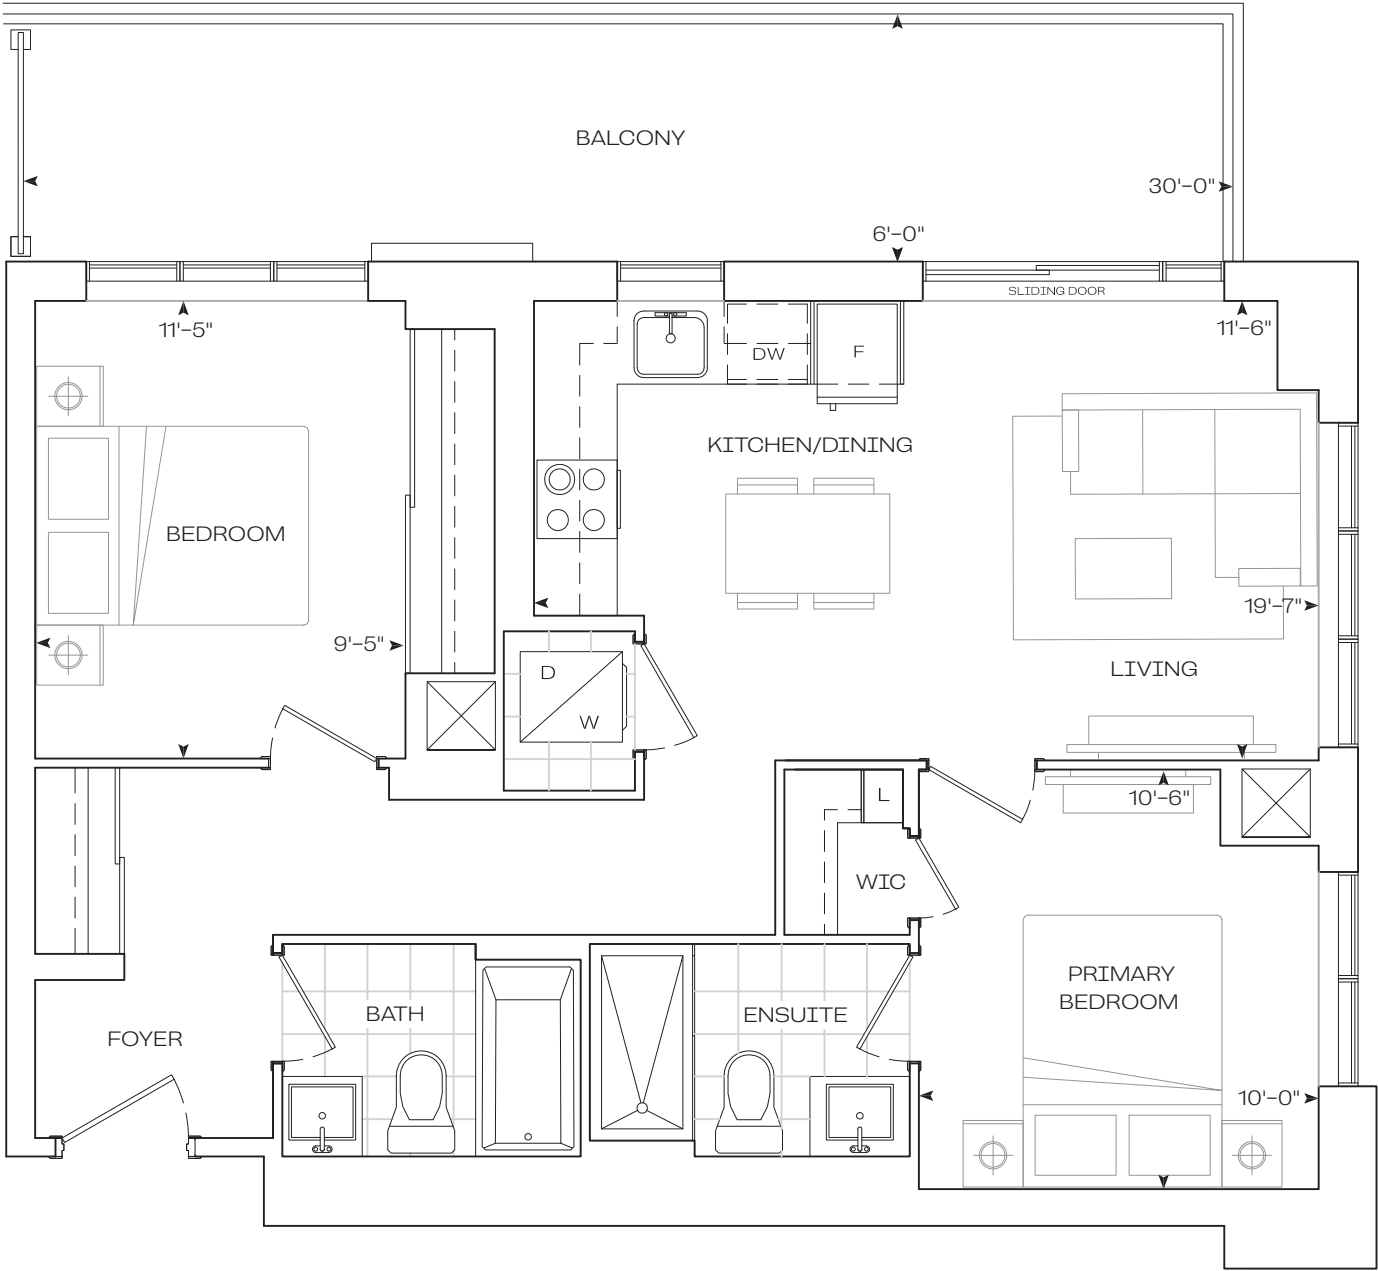 BALCONY
30'-0"
6'-0"
SLIDING DOOR
11'-5"
11'-6"
DW
F
KITCHEN/DINING
BEDROOM
19'-7"
9'-5"
LIVING
D
W
L
10'-6"
WIC
PRIMARY
BEDROOM
BATH
ENSUITE
FOYER
10'-0"